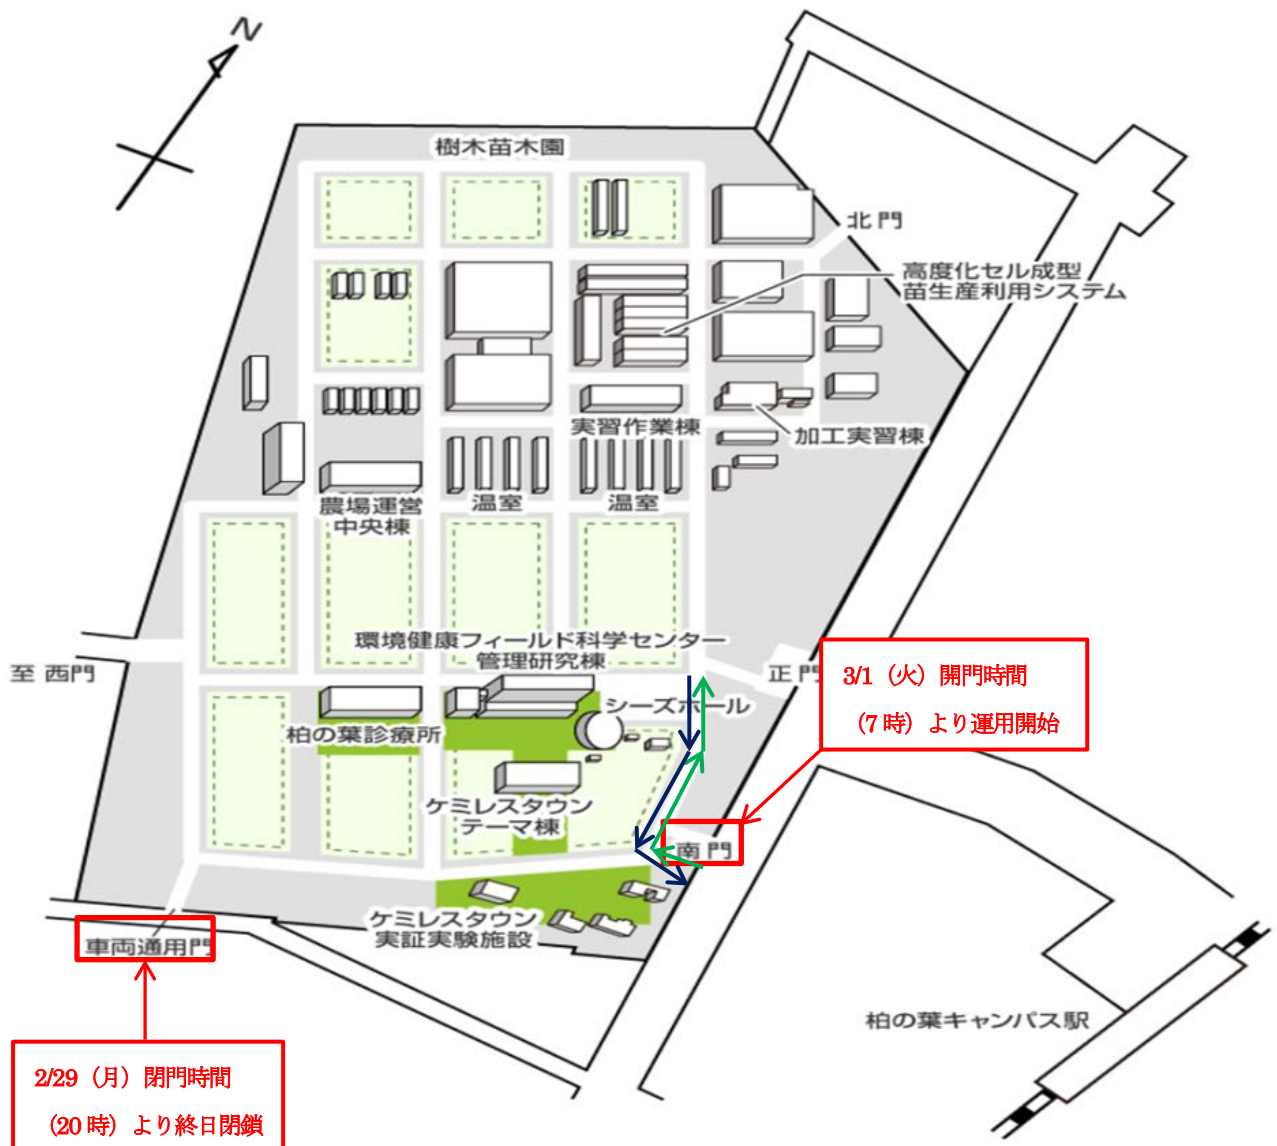 N
樹木苗木園
北門
高度化セル成型
苗生産利用システム
実習作業棟
加工実習棟
農場運営
中央棟
温室
温室
環境健康フィールド科学センター
管理研究棟
至 西門
正門
3/1（火）開門時間
（7時）より運用開始
シーズホール
柏の葉診療所
ケミレスタウン
テーマ棟
南門
ケミレスタウン
実証実験施設
車両通用門
柏の葉キャンパス駅
2/29（月）閉門時間
（20時）より終日閉鎖